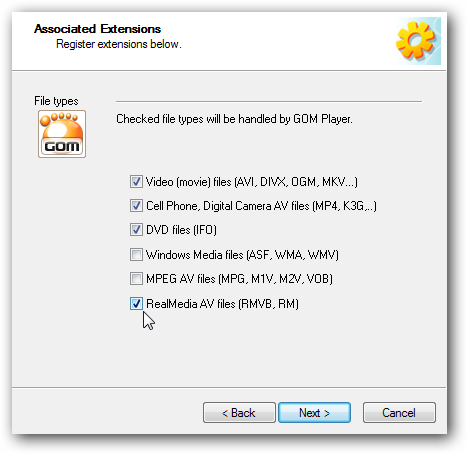 Associated Extensions
Register extensions below.
File types
GOM
Checked file types will be handled by GOM Player.
Video (movie) files (AVI, DIVX, OGM, MKV...)
Cell Phone, Digital Camera AV files (MP4, K3G,..)
DVD files (IFO)
Windows Media files (ASF, WMA, WMV)
MPEG AV files (MPG, M1V, M2V, VOB)
RealMedia AV files (RMVB, RM)
< Back Next > Cancel